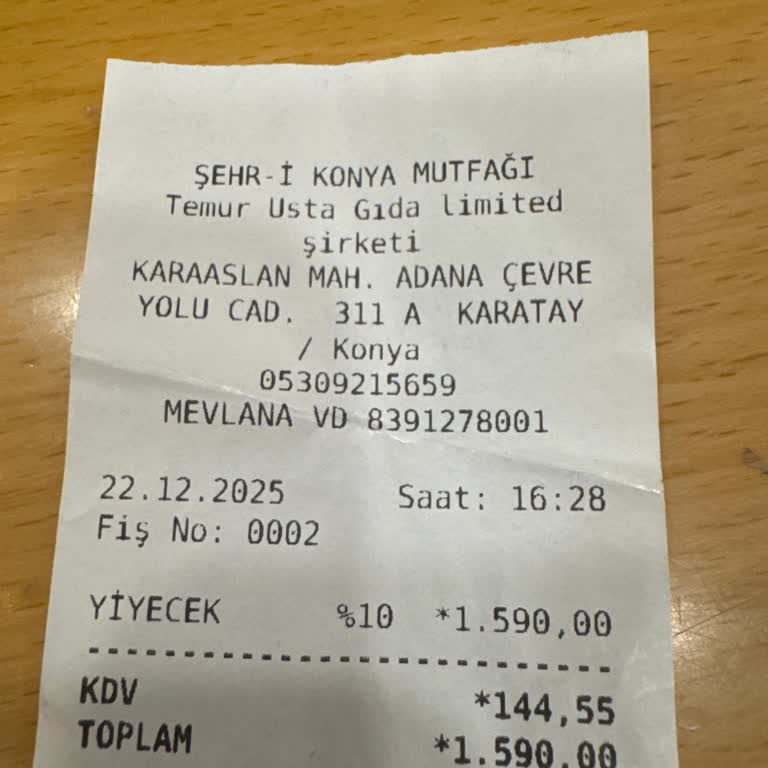 ŞEHR-İ KONYA MUTFAĞI
Temur Usta Gıda limited
şirketi
KARAASLAN MAH. ADANA ÇEVRE
YOLU CAD. 311 A KARATAY
/ Konya
05309215659
MEVLANA VD 8391278001
22.12.2025 Saat: 16:28
Fiş No: 0002
YİYECEK %10 *1.590,00
KDV *144,55
TOPLAM *1.590,00